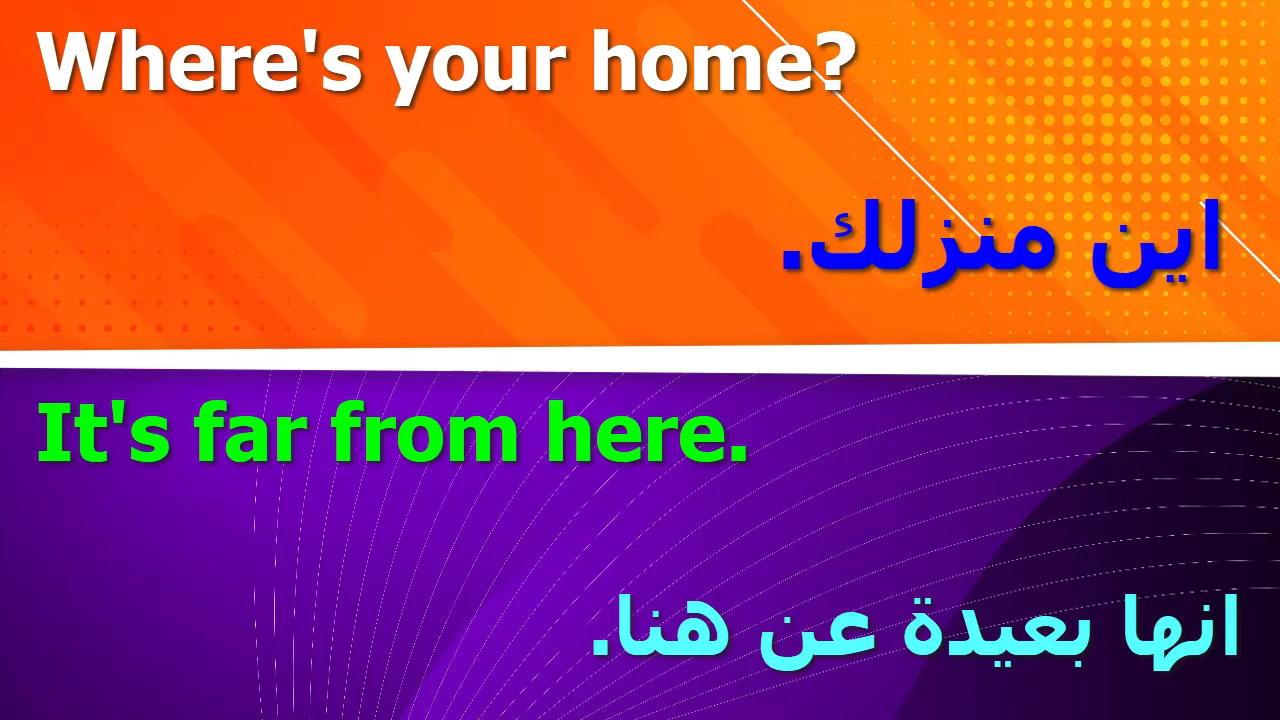 Where's your home?
اين منزلك.
It's far from here.
انها بعيدة عن هنا.